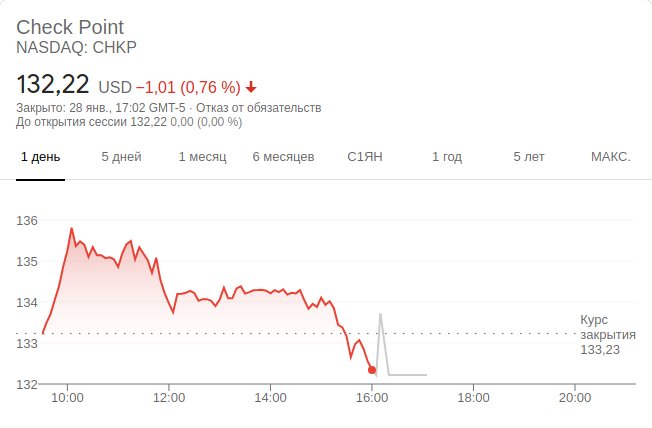 Check Point
NASDAQ: CHKP
132,22 USD −1,01 (0,76 %)
Закрыто: 28 янв., 17:02 GMT-5 · Отказ от обязательств
До открытия сессии 132,22 0,00 (0,00 %)
1 день 5 дней 1 месяц 6 месяцев С1ЯН 1 год 5 лет МАКС.
136
135
134
Курс
закрытия
133,23
133
132
10:00 12:00 14:00 16:00 18:00 20:00